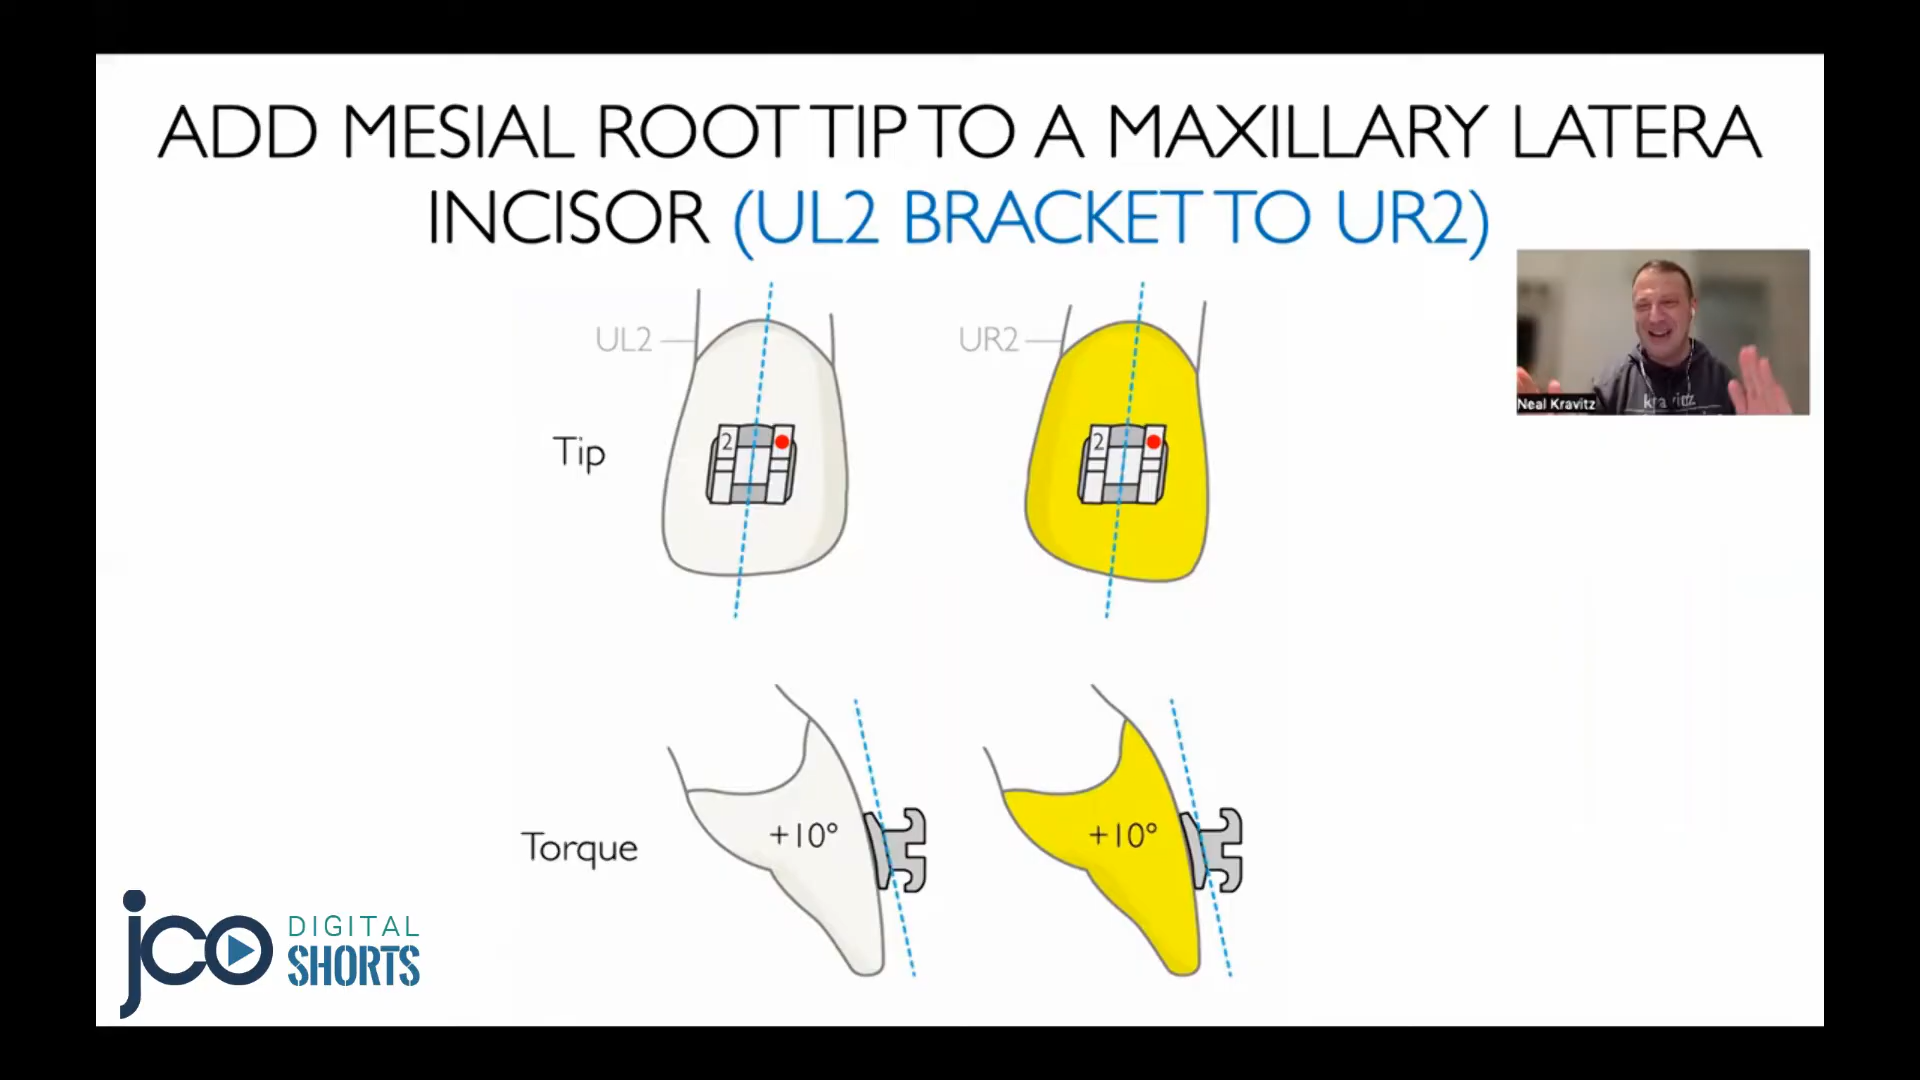 ADD MESIAL ROOT TIP TO A MAXILLARY LATERA
INCISOR (UL2 BRACKET TO UR2)
UL2
UR2
2
2
Tip
Neal Kravitz
kravitz
+10°
+10°
Torque
jco DIGITAL
SHORTS